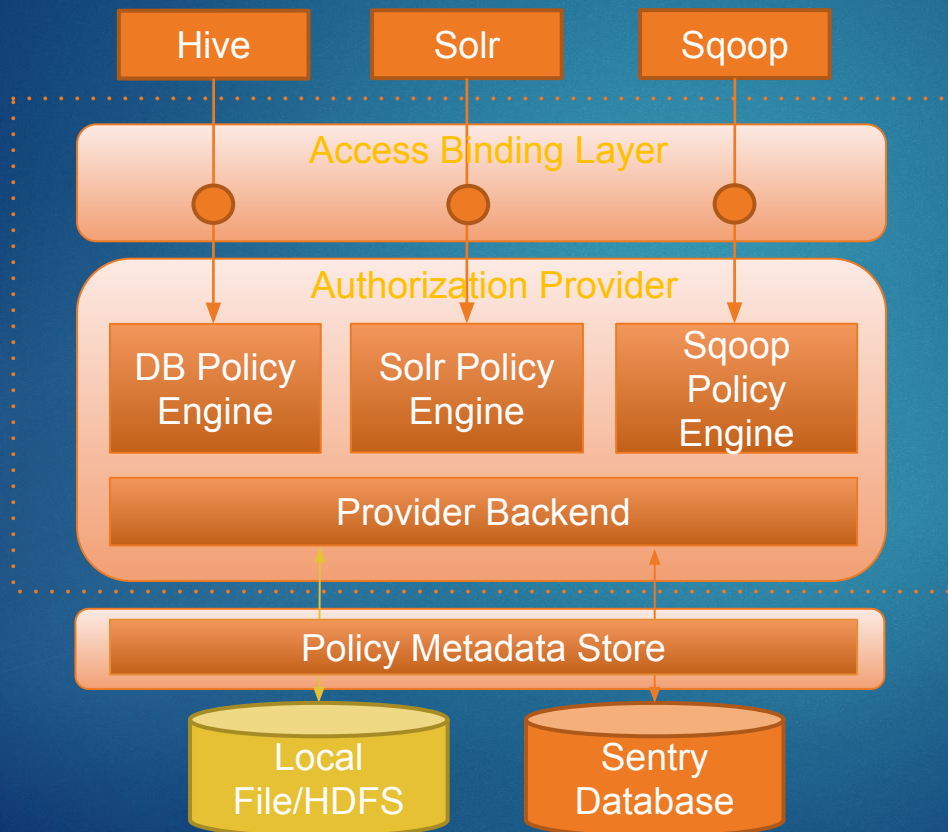 Hive
Solr
Sqoop
Access Binding Layer
Authorization Provider
DB Policy
Engine
Solr Policy
Engine
Sqoop
Policy
Engine
Provider Backend
Policy Metadata Store
Local
File/HDFS
Sentry
Database